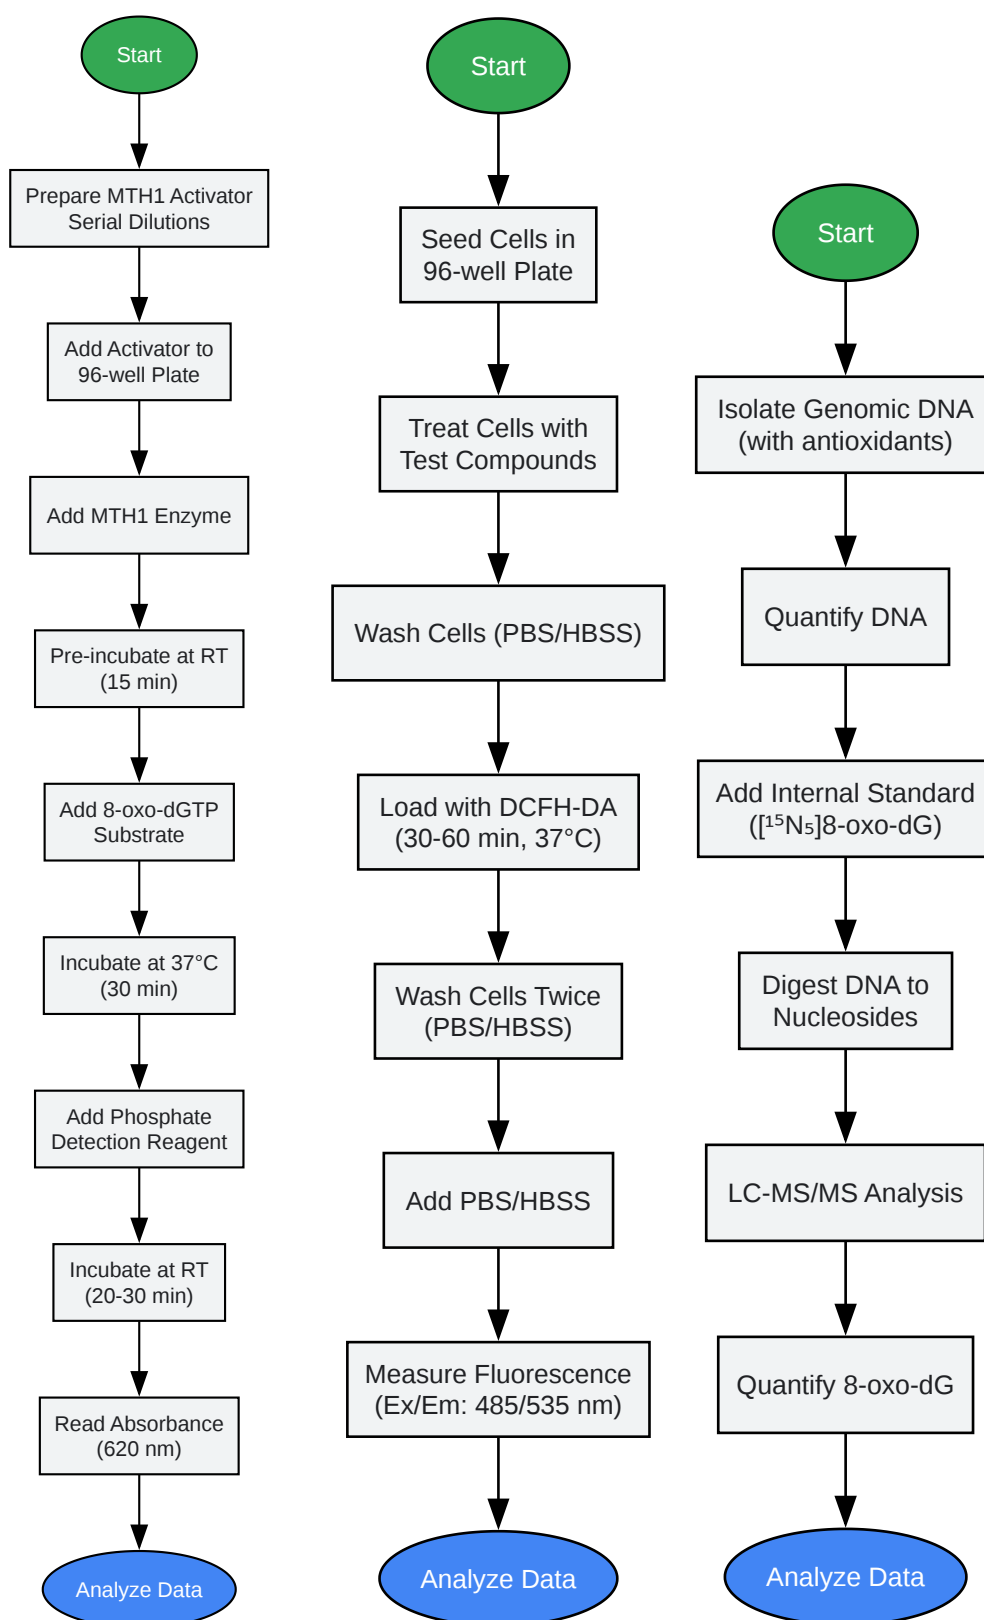 Start
Prepare MTH1 Activator
Serial Dilutions
Add Activator to
96-well Plate
Add MTH1 Enzyme
Pre-incubate at RT
(15 min)
Add 8-oxo-dGTP
Substrate
Incubate at 37°C
(30 min)
Add Phosphate
Detection Reagent
Incubate at RT
(20-30 min)
Read Absorbance
(620 nm)
Analyze Data
Start
Seed Cells in
96-well Plate
Treat Cells with
Test Compounds
Wash Cells (PBS/HBSS)
Load with DCFH-DA
(30-60 min, 37°C)
Wash Cells Twice
(PBS/HBSS)
Add PBS/HBSS
Measure Fluorescence
(Ex/Em: 485/535 nm)
Analyze Data
Start
Isolate Genomic DNA
(with antioxidants)
Quantify DNA
Add Internal Standard
([¹⁵N₅]8-oxo-dG)
Digest DNA to
Nucleosides
LC-MS/MS Analysis
Quantify 8-oxo-dG
Analyze Data